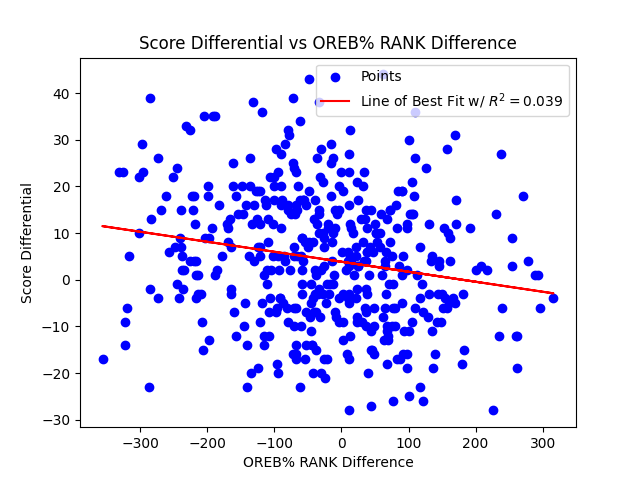 Score Differential vs OREB% RANK Difference
Points
Line of Best Fit w/ R² = 0.039
Score Differential
40
30
20
10
0
−10
−20
−30
−300 −200 −100 0 100 200 300
OREB% RANK Difference